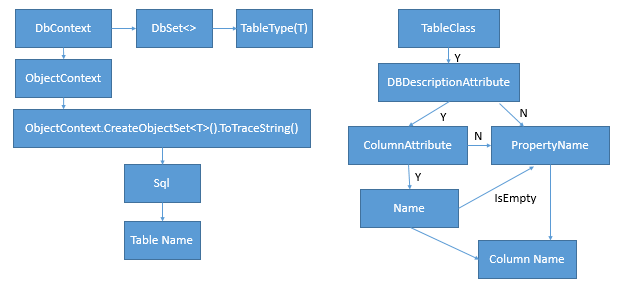 DbContext
DbSet<>
TableType(T)
ObjectContext
ObjectContext.CreateObjectSet<T>().ToTraceString()
Sql
Table Name
TableClass
Y
DBDescriptionAttribute
Y
N
ColumnAttribute
N
PropertyName
Y
Name
IsEmpty
Column Name